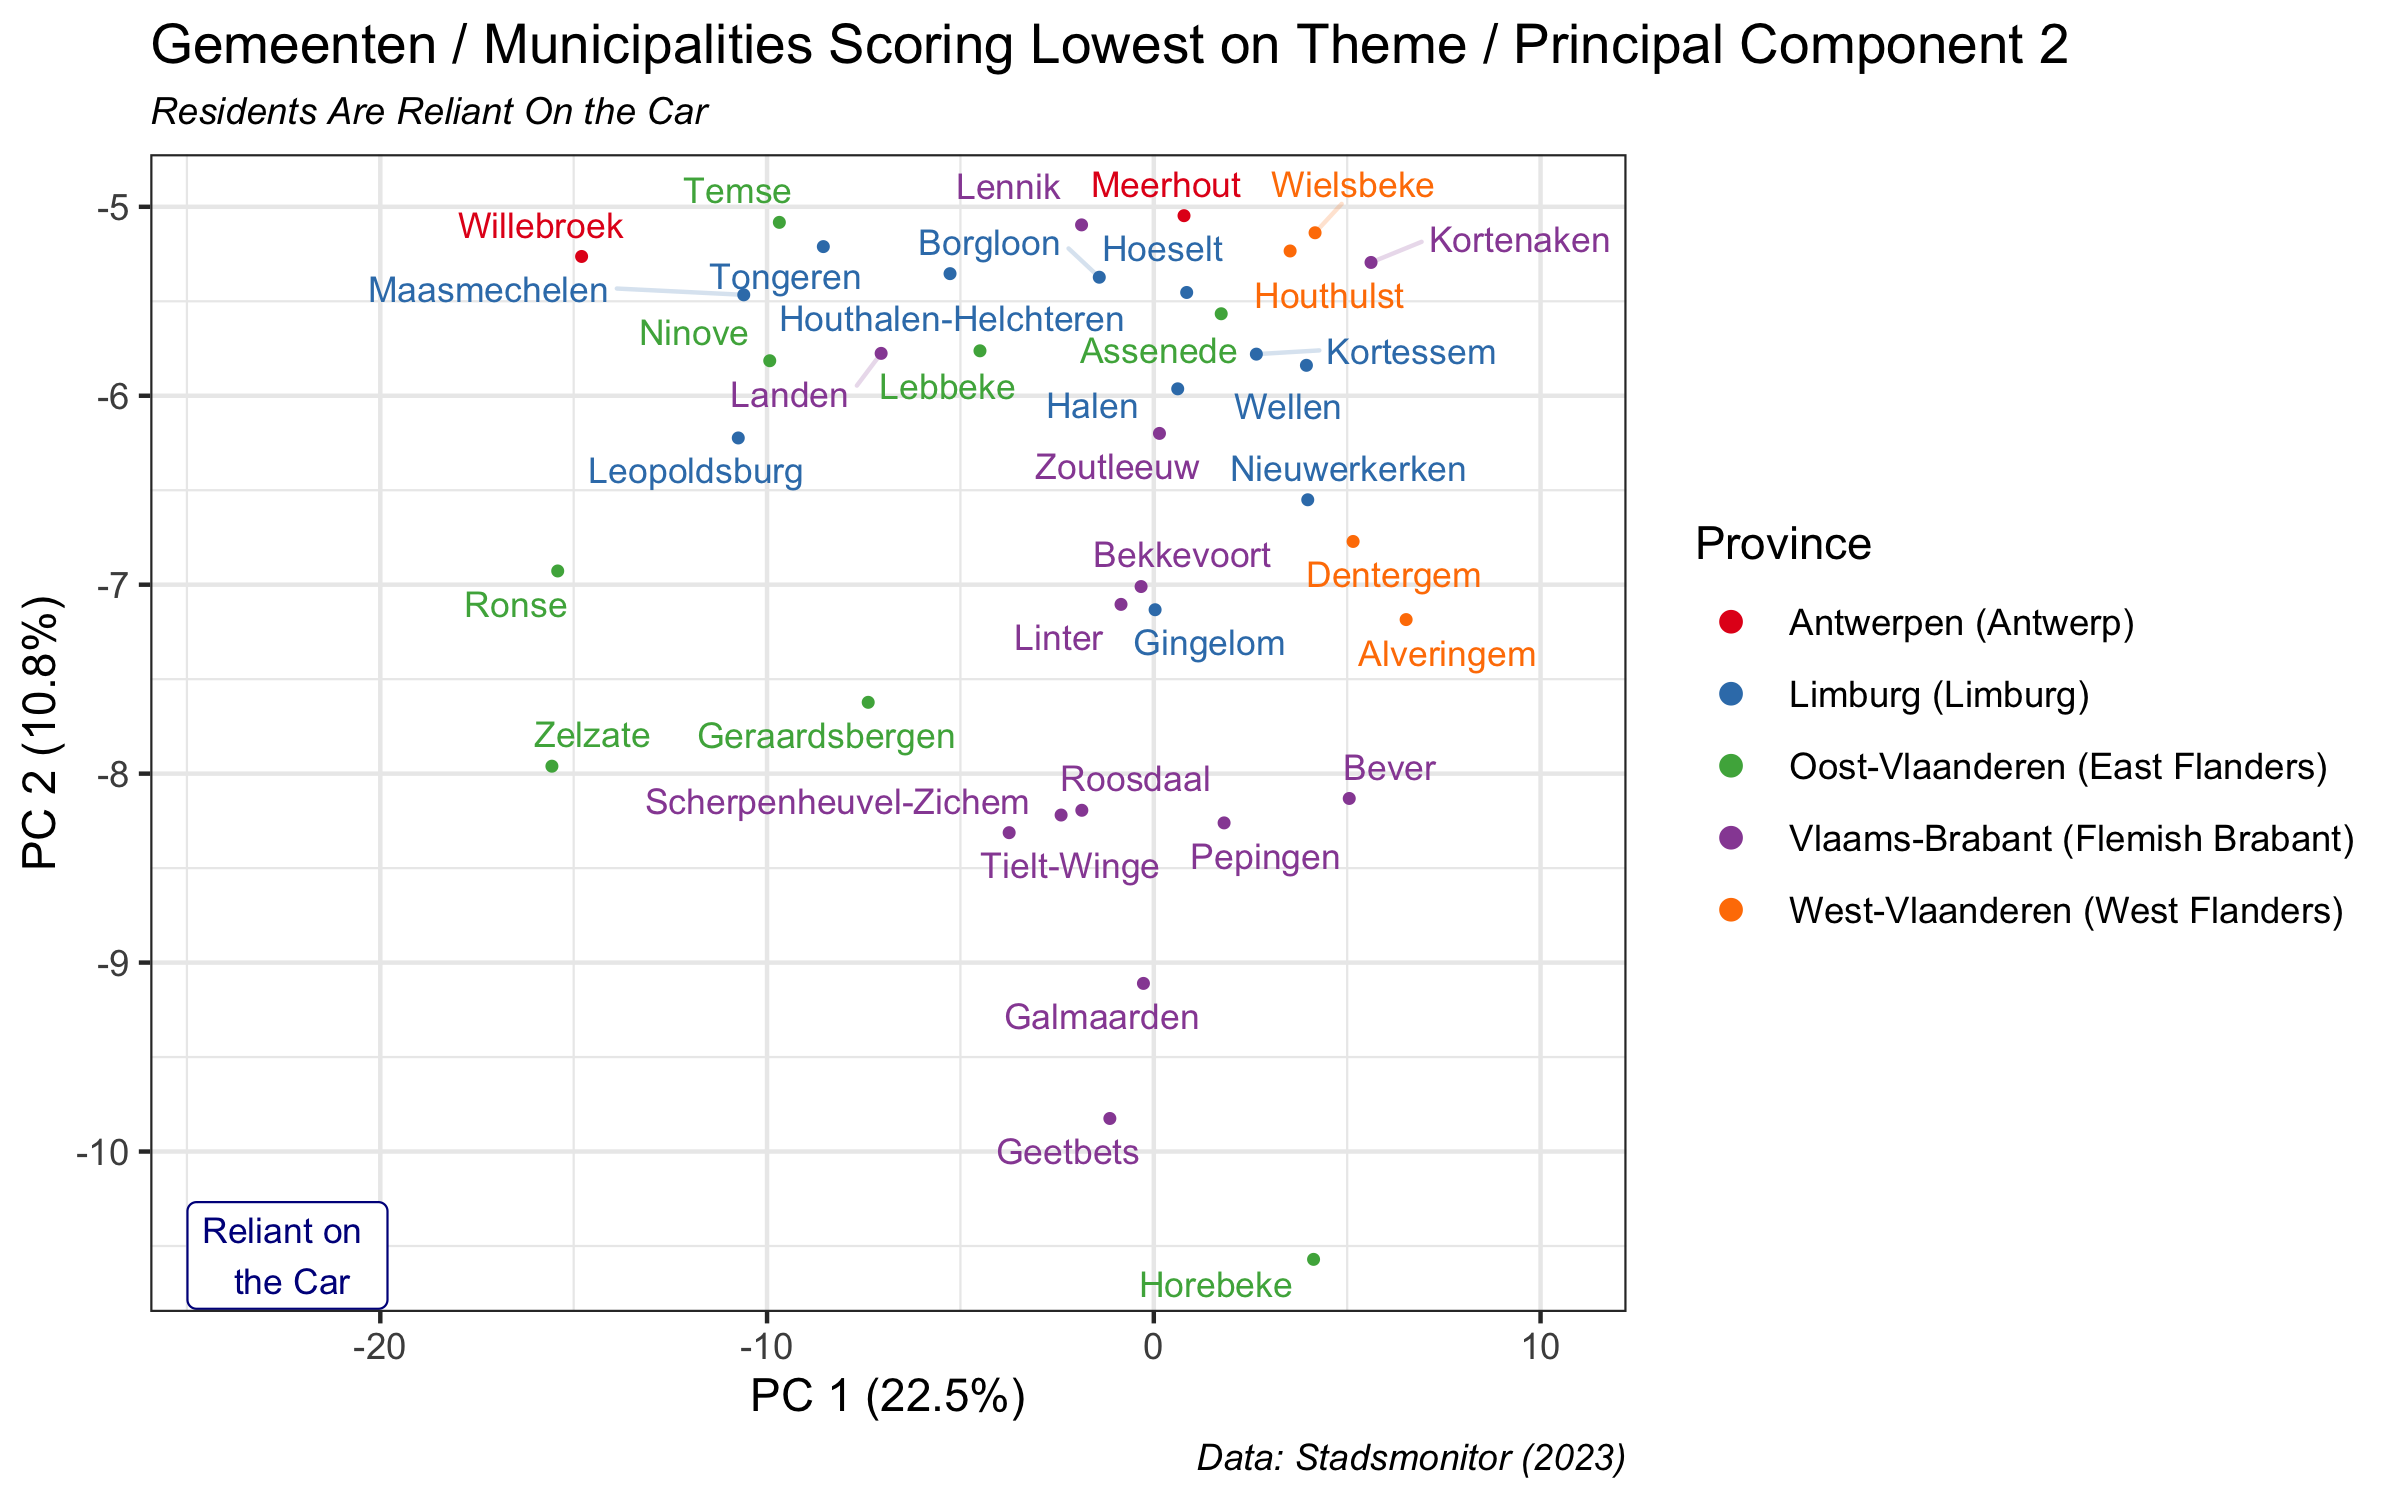 Gemeenten / Municipalities Scoring Lowest on Theme / Principal Component 2
Residents Are Reliant On the Car
PC 2 (10.8%)
-5
-6
-7
-8
-9
-10
Temse
Lennik
Meerhout
Wielsbeke
Willebroek
Borgloon
Hoeselt
Kortenaken
Maasmechelen
Tongeren
Houthulst
Ninove
Houthalen-Helchteren
Assenede
Kortessem
Landen
Lebbeke
Halen
Wellen
Leopoldsburg
Zoutleeuw
Nieuwerkerken
Bekkevoort
Dentergem
Ronse
Linter
Gingelom
Alveringem
Zelzate
Geraardsbergen
Roosdaal
Bever
Scherpenheuvel-Zichem
Tielt-Winge
Pepingen
Galmaarden
Geetbets
Horebeke
Reliant on
the Car
-20
-10
0
10
PC 1 (22.5%)
Province
Antwerpen (Antwerp)
Limburg (Limburg)
Oost-Vlaanderen (East Flanders)
Vlaams-Brabant (Flemish Brabant)
West-Vlaanderen (West Flanders)
Data: Stadsmonitor (2023)